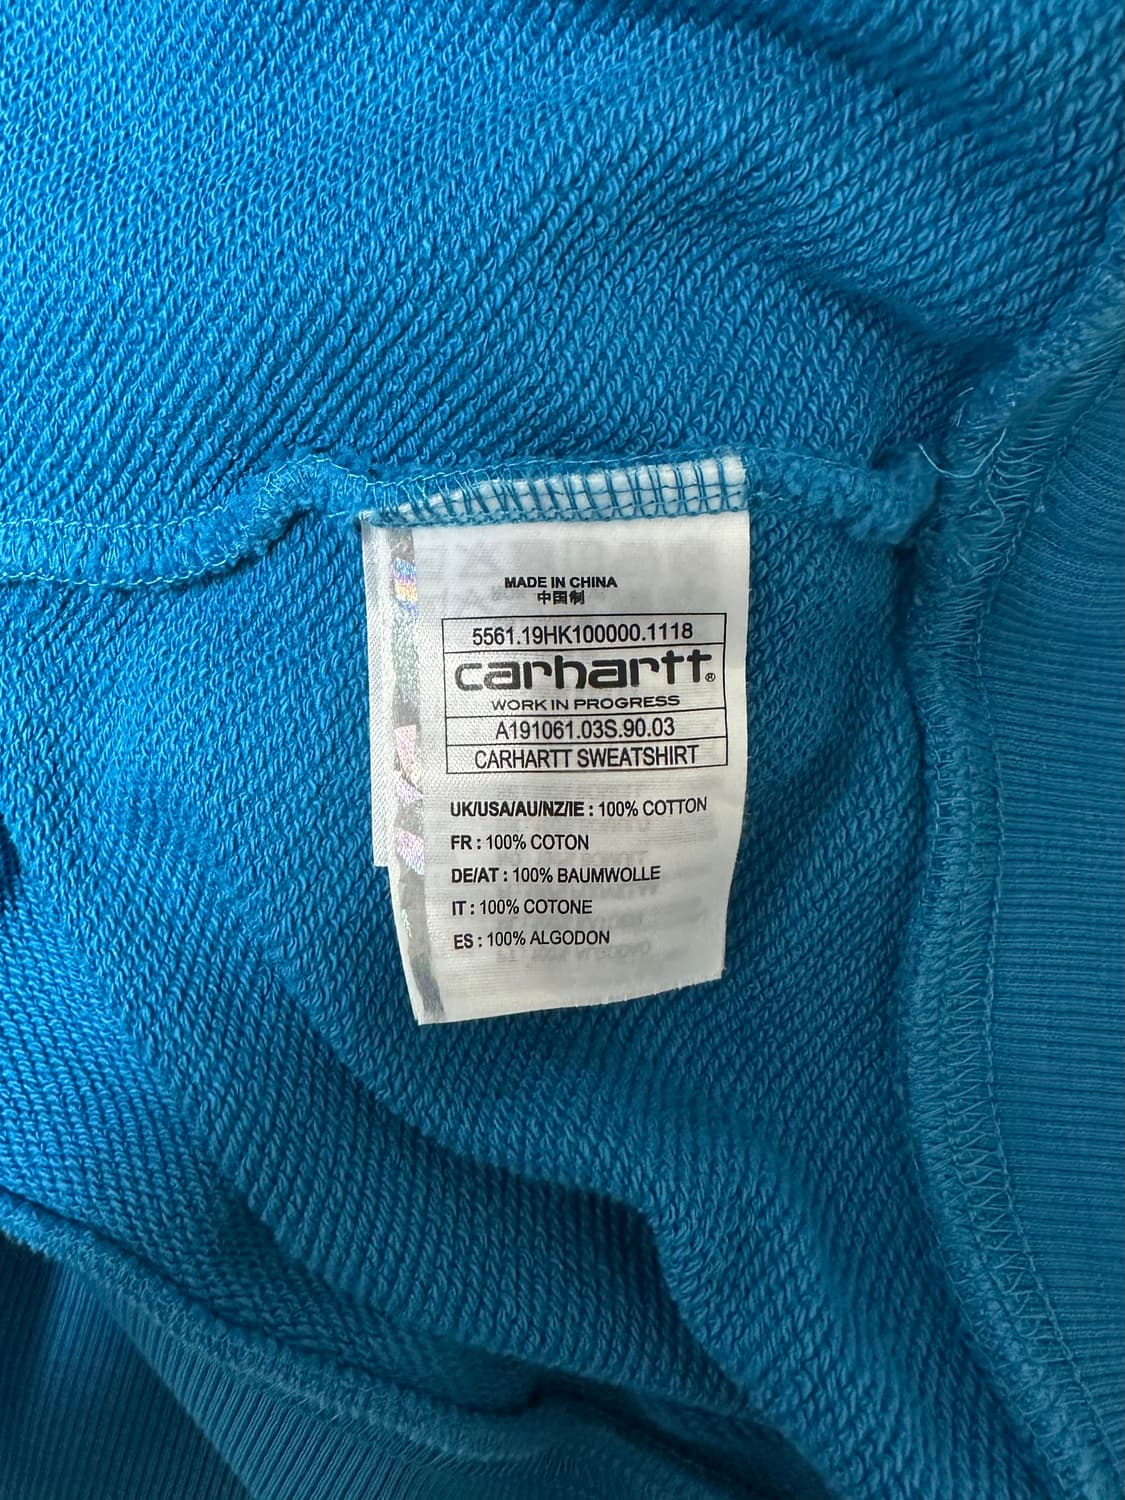 MADE IN CHINA
中国制
5561.19HK100000.1118
carhartt®
WORK IN PROGRESS
A191061.03S.90.03
CARHARTT SWEATSHIRT
UK/USA/AU/NZ/IE : 100% COTTON
FR : 100% COTON
DE/AT : 100% BAUMWOLLE
IT : 100% COTONE
ES : 100% ALGODON